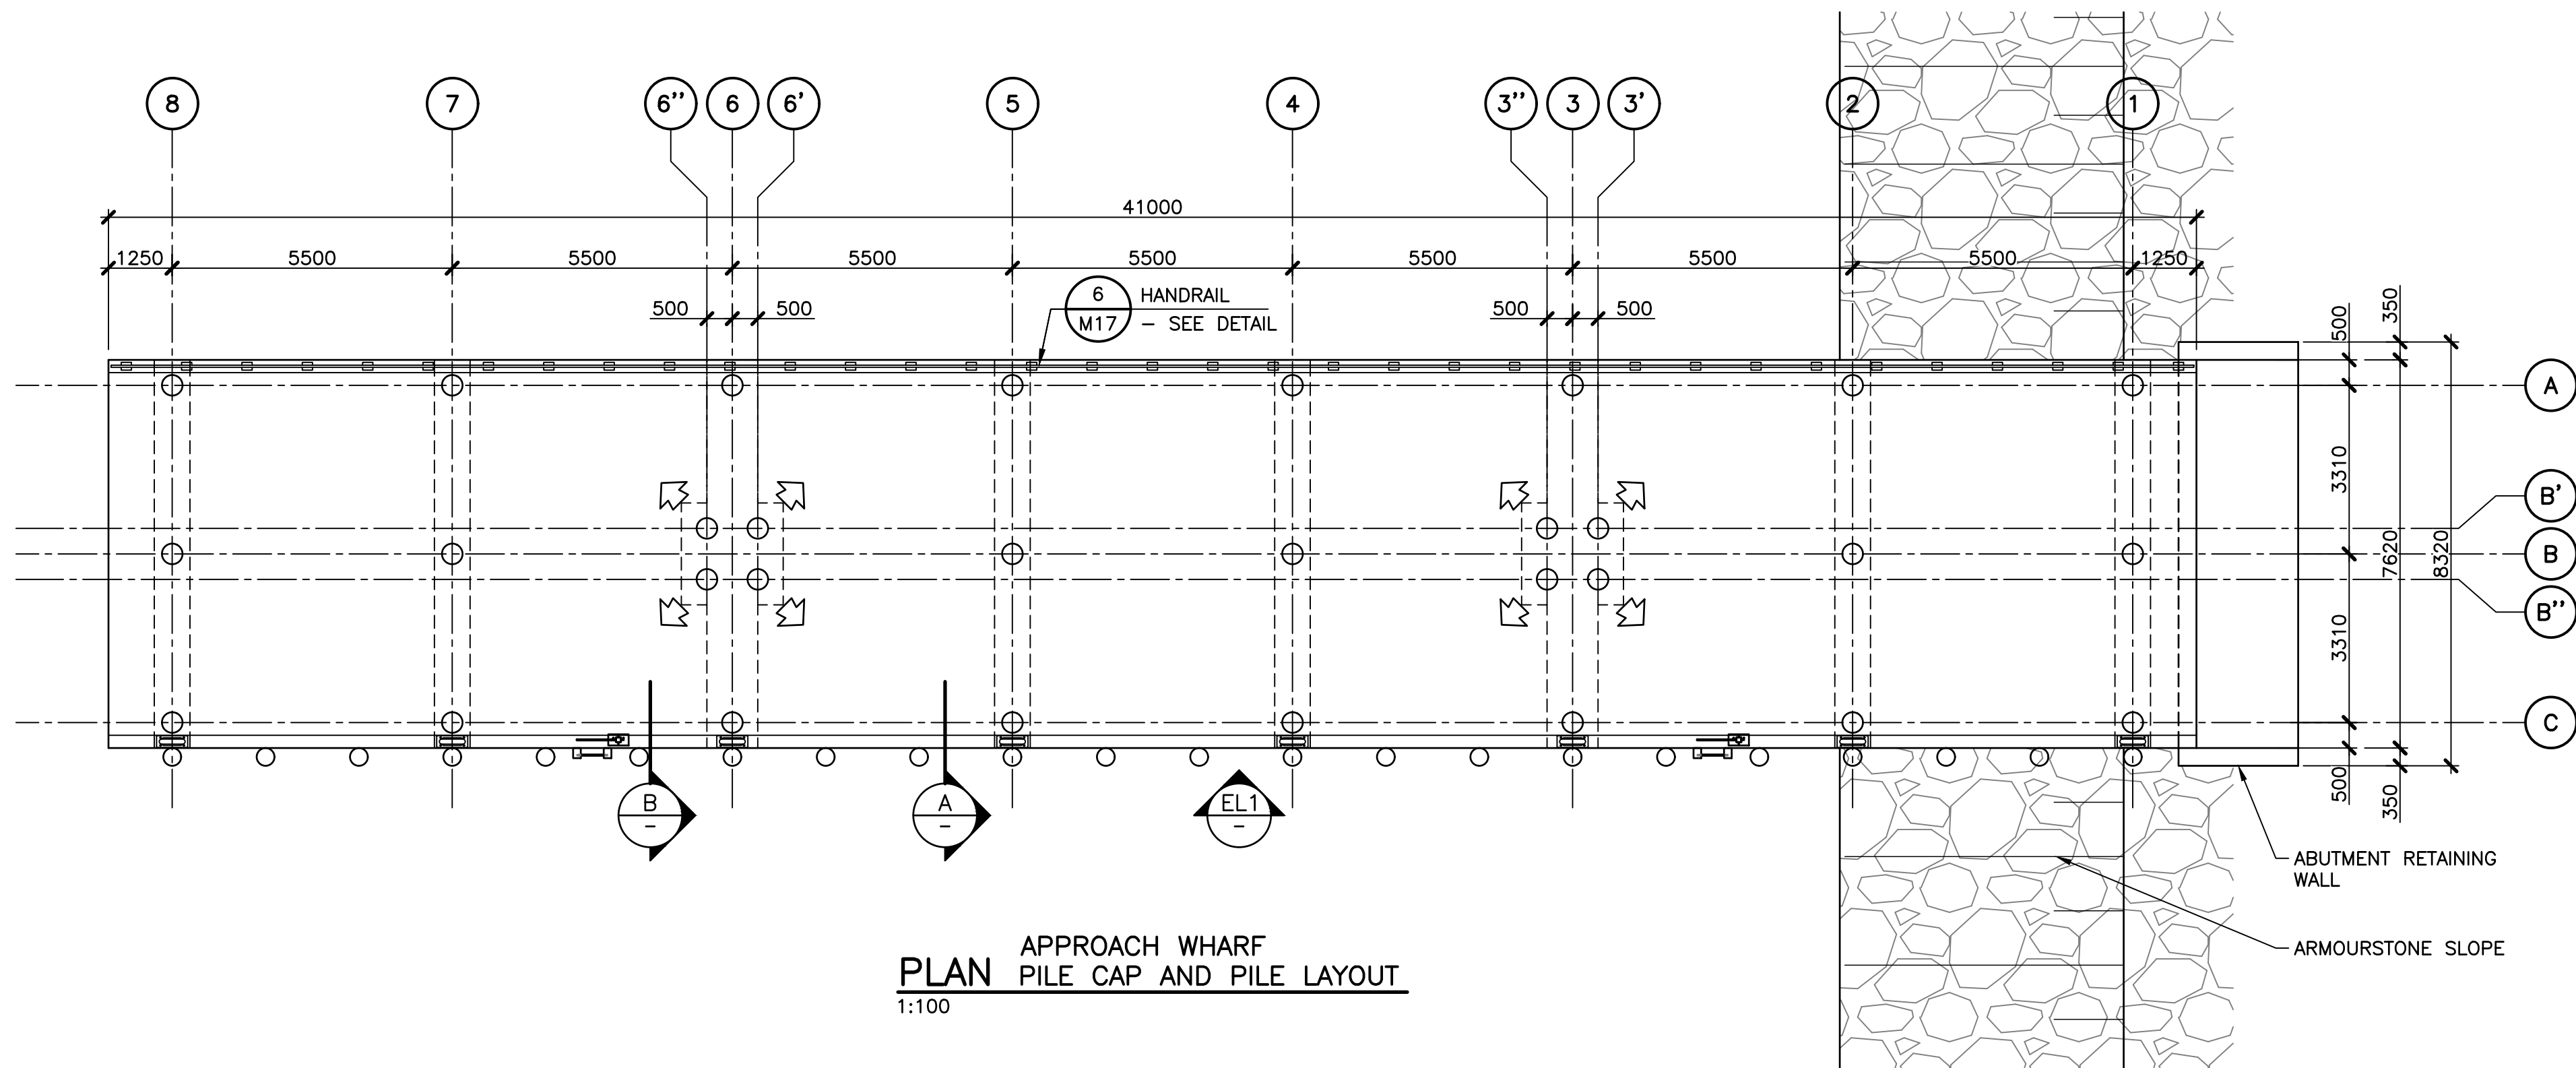 8 7 6'' 6 6' 5 4 3'' 3 3' 2 1
41000
1250 5500 5500 5500 5500 5500 5500 5500 1250
500 500 500 500
6 HANDRAIL
M17 – SEE DETAIL
500 350
A
3310
B'
7620 8320
B
B''
3310
C
500 350
B
–
A
–
EL1
–
ABUTMENT RETAINING
WALL
ARMOURSTONE SLOPE
APPROACH WHARF
PLAN PILE CAP AND PILE LAYOUT
1:100